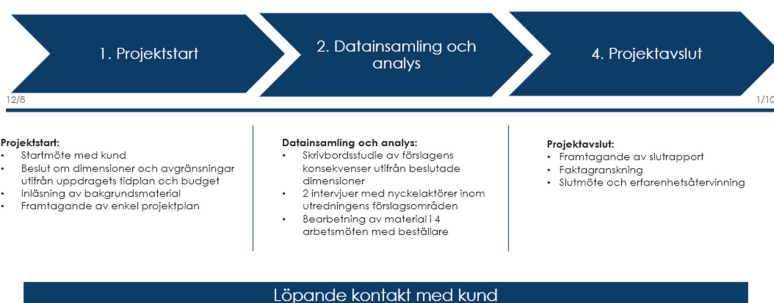 1. Projektstart
2. Datainsamling och
analys
4. Projektavslut
12/8
1/10
Projektstart:
• Startmöte med kund
• Beslut om dimensioner och avgränsningar
utifrån uppdragets tidplan och budget
• Inläsning av bakgrundsmaterial
• Framtagande av enkel projektplan
Datainsamling och analys:
• Skrivbordsstudie av förslagens
konsekvenser utifrån beslutade
dimensioner
• 2 intervjuer med nyckelaktörer inom
utredningens förslagsområden
• Bearbetning av material i 4
arbetsmöten med beställare
Projektavslut:
• Framtagande av slutrapport
• Faktagranskning
• Slutmöte och erfarenhetsåtervinning
Löpande kontakt med kund